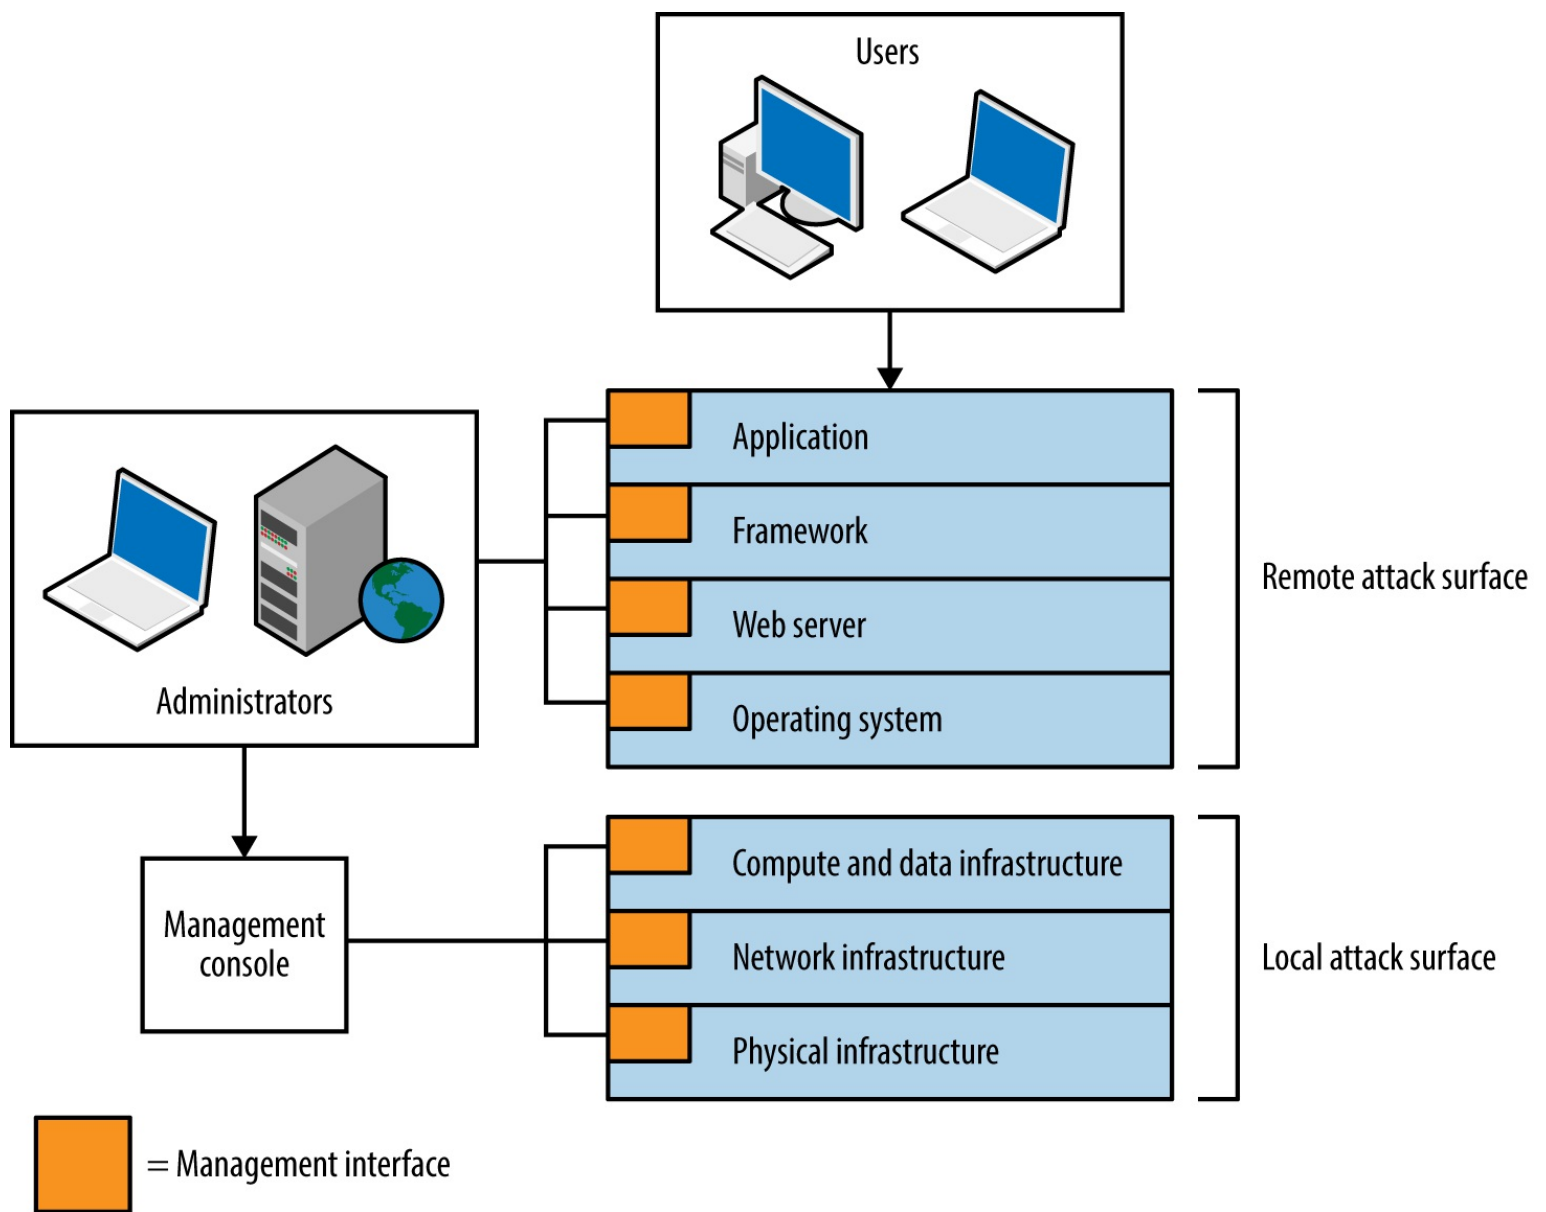 Users
Application
Framework
Web server
Operating system
Remote attack surface
Administrators
Management
console
Compute and data infrastructure
Network infrastructure
Physical infrastructure
Local attack surface
= Management interface